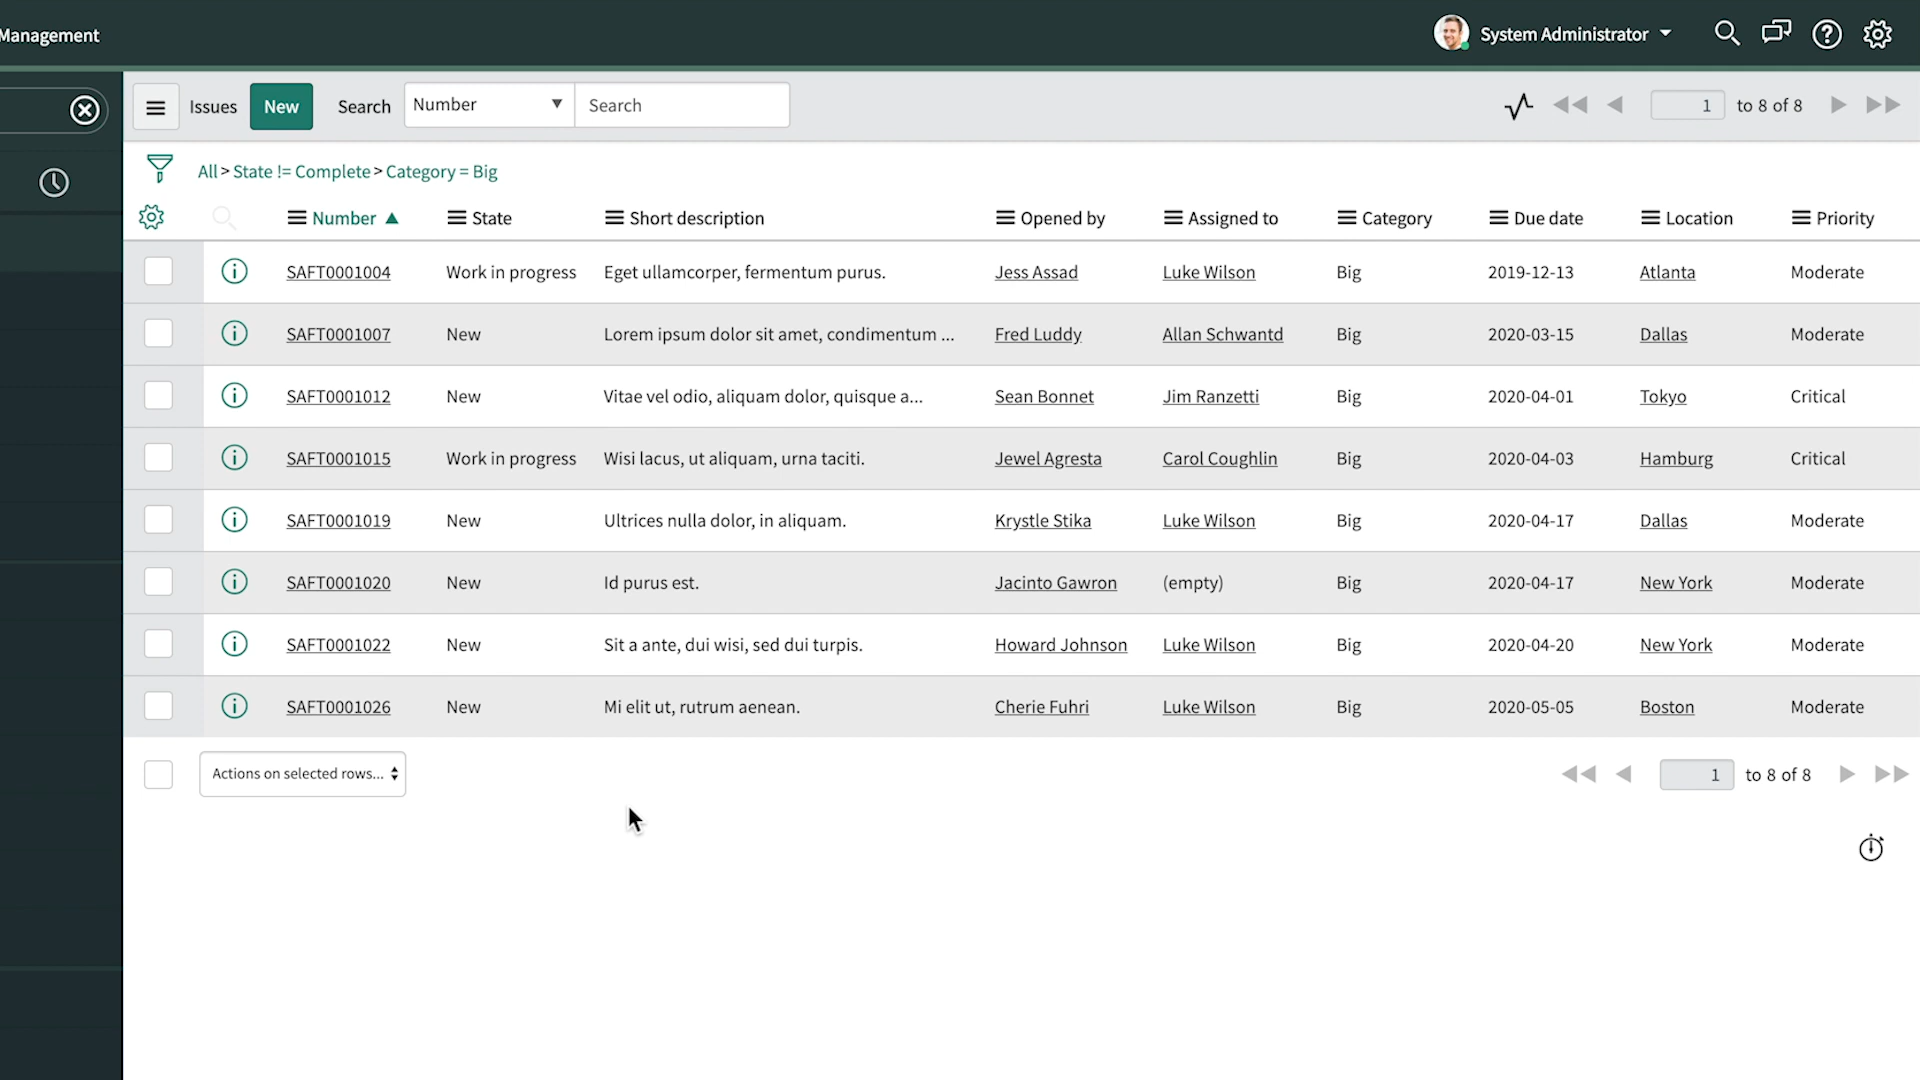 Management
System Administrator
Issues New Search Number Search 1 to 8 of 8
All > State != Complete > Category = Big
Number State Short description Opened by Assigned to Category Due date Location Priority
SAFT0001004 Work in progress Eget ullamcorper, fermentum purus. Jess Assad Luke Wilson Big 2019-12-13 Atlanta Moderate
SAFT0001007 New Lorem ipsum dolor sit amet, condimentum ... Fred Luddy Allan Schwantd Big 2020-03-15 Dallas Moderate
SAFT0001012 New Vitae vel odio, aliquam dolor, quisque a... Sean Bonnet Jim Ranzetti Big 2020-04-01 Tokyo Critical
SAFT0001015 Work in progress Wisi lacus, ut aliquam, urna taciti. Jewel Agresta Carol Coughlin Big 2020-04-03 Hamburg Critical
SAFT0001019 New Ultrices nulla dolor, in aliquam. Krystle Stika Luke Wilson Big 2020-04-17 Dallas Moderate
SAFT0001020 New Id purus est. Jacinto Gawron (empty) Big 2020-04-17 New York Moderate
SAFT0001022 New Sit a ante, dui wisi, sed dui turpis. Howard Johnson Luke Wilson Big 2020-04-20 New York Moderate
SAFT0001026 New Mi elit ut, rutrum aenean. Cherie Fuhri Luke Wilson Big 2020-05-05 Boston Moderate
Actions on selected rows... 1 to 8 of 8